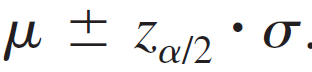 μ ± z_{α/2} · σ.